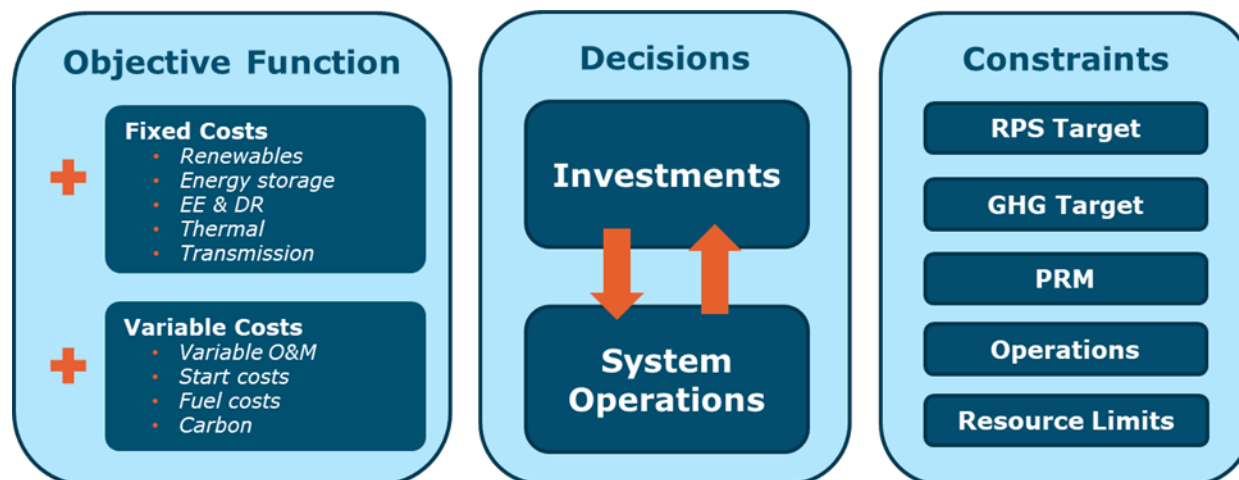 Objective Function
Fixed Costs
• Renewables
• Energy storage
• EE & DR
• Thermal
• Transmission
Variable Costs
• Variable O&M
• Start costs
• Fuel costs
• Carbon
Decisions
Investments
System
Operations
Constraints
RPS Target
GHG Target
PRM
Operations
Resource Limits